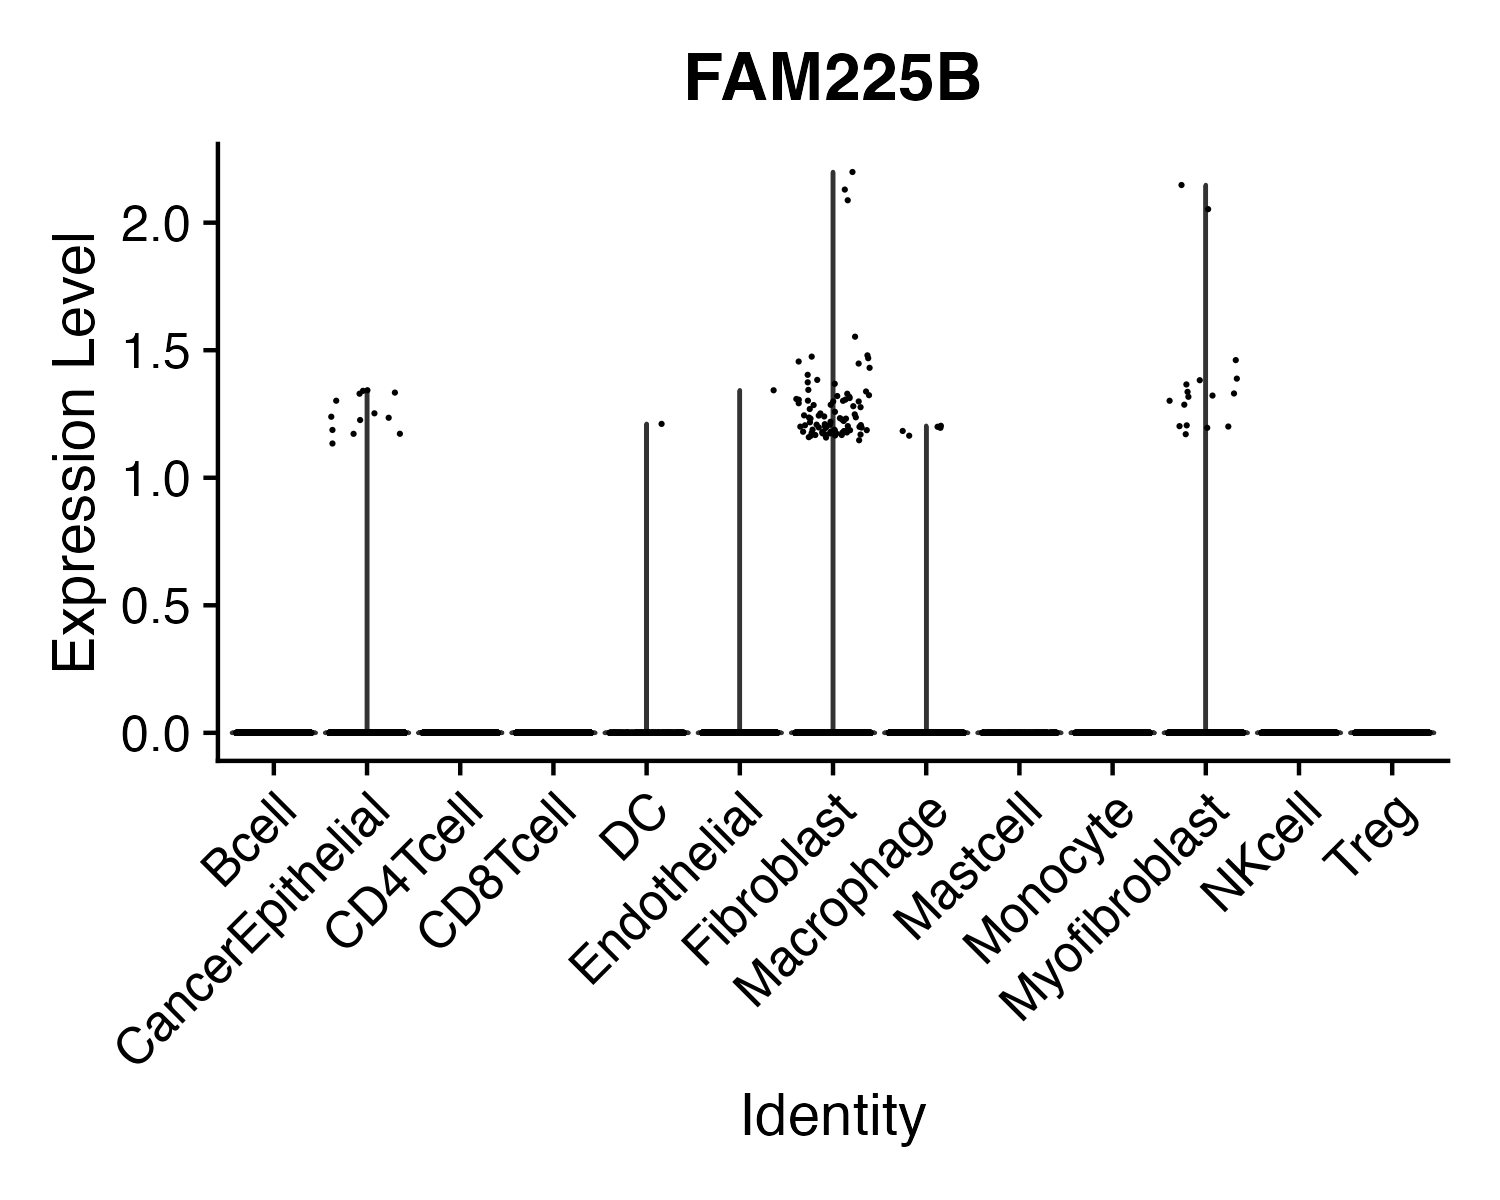 FAM225B
Expression Level
2.0
1.5
1.0
0.5
0.0
Bcell
CancerEpithelial
CD4Tcell
CD8Tcell
DC
Endothelial
Fibroblast
Macrophage
Mastcell
Monocyte
Myofibroblast
NKcell
Treg
Identity